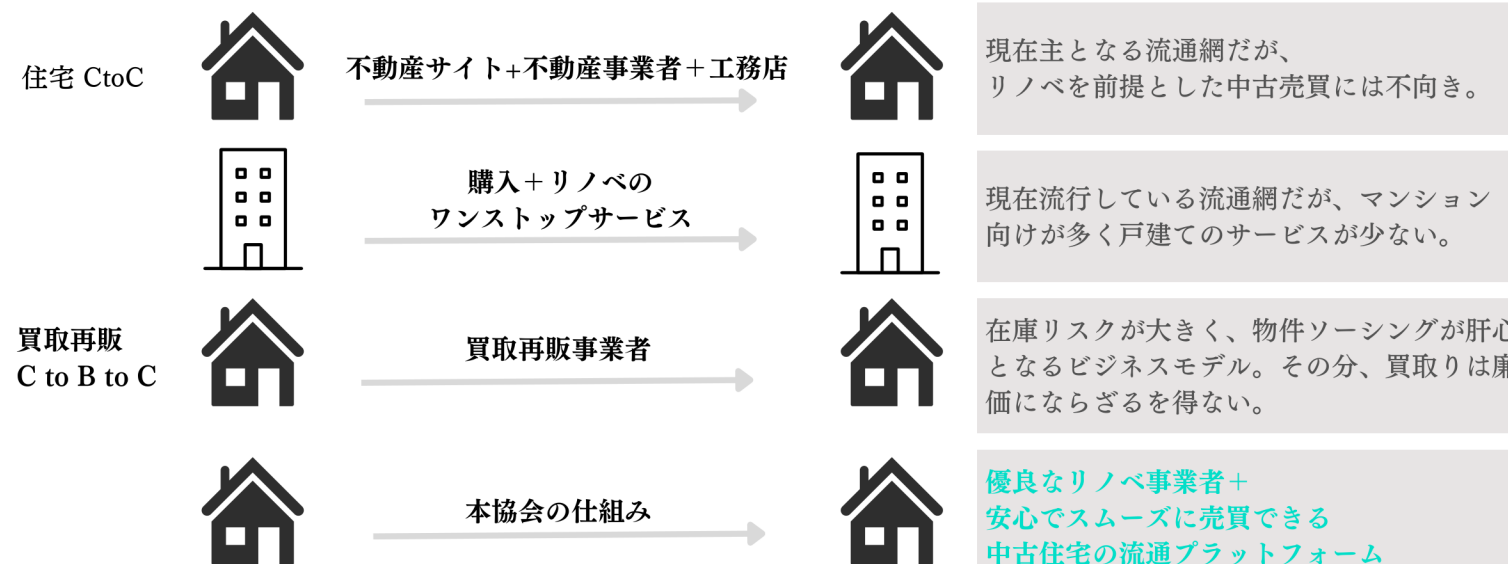 住宅 CtoC
不動産サイト+不動産事業者＋工務店
現在主となる流通網だが、
リノベを前提とした中古売買には不向き。
購入＋リノベの
ワンストップサービス
現在流行している流通網だが、マンション
向けが多く戸建てのサービスが少ない。
買取再販
C to B to C
買取再販事業者
在庫リスクが大きく、物件ソーシングが肝心
となるビジネスモデル。その分、買取りは廉
価にならざるを得ない。
本協会の仕組み
優良なリノベ事業者＋
安心でスムーズに売買できる
中古住宅の流通プラットフォーム